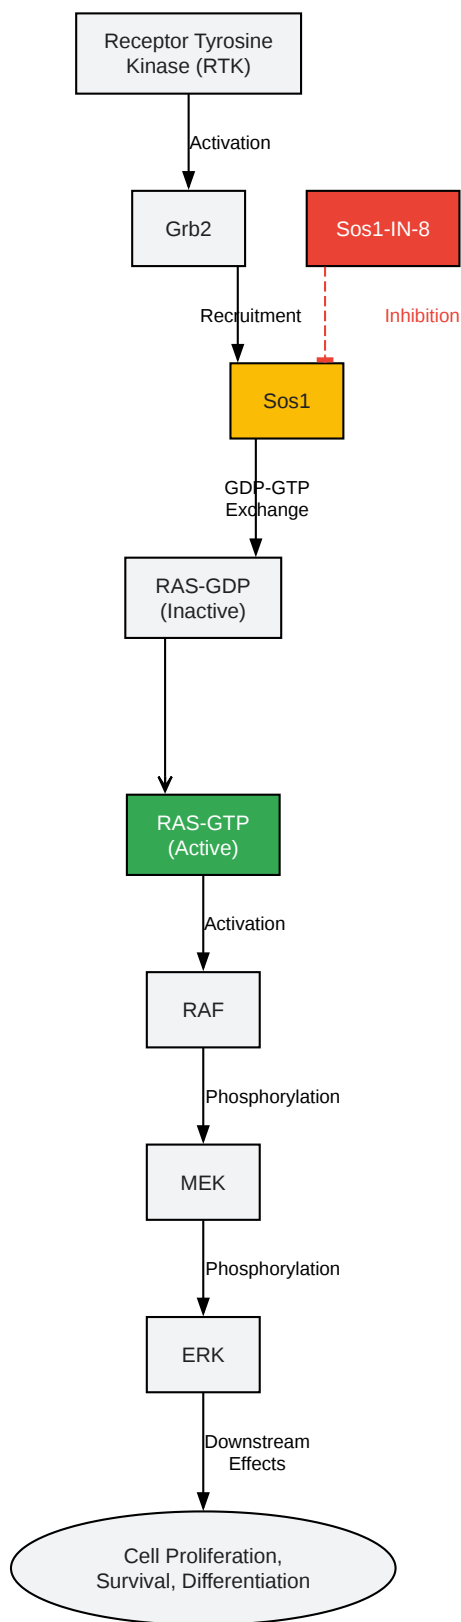 Receptor Tyrosine
Kinase (RTK)
Activation
Grb2
Sos1-IN-8
Recruitment
Inhibition
Sos1
GDP-GTP
Exchange
RAS-GDP
(Inactive)
RAS-GTP
(Active)
Activation
RAF
Phosphorylation
MEK
Phosphorylation
ERK
Downstream
Effects
Cell Proliferation,
Survival, Differentiation